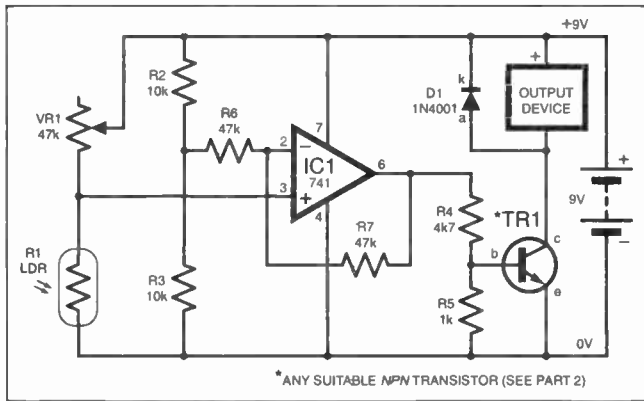 +9V
R2
10k
VR1
47k
R6
47k
D1
1N4001
k
a
+
OUTPUT
DEVICE
2
−
7
IC1
741
6
3
+
4
R4
4k7
*TR1
b
c
e
9V
+
−
R1
LDR
R3
10k
R7
47k
R5
1k
0V
*ANY SUITABLE NPN TRANSISTOR (SEE PART 2)